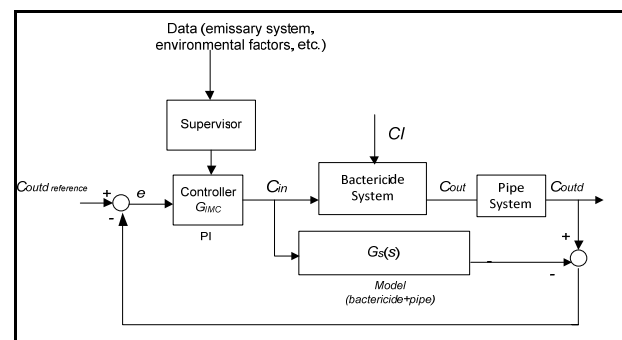 Data (emissary system,
environmental factors, etc.)
Supervisor
CI
Coutd reference
+
-
e
Controller
GIMC
PI
Cin
Bactericide
System
Cout
Pipe
System
Coutd
Gs(s)
+
-
-
Model
(bactericide+pipe)